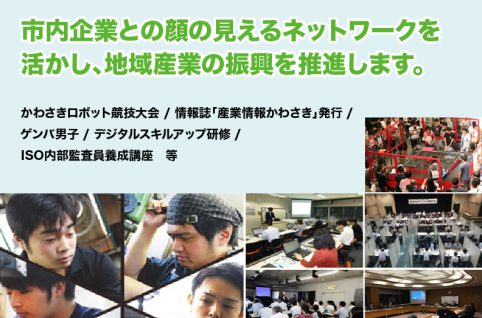 市内企業との顔の見えるネットワークを
活かし、地域産業の振興を推進します。
かわさきロボット競技大会 / 情報誌「産業情報かわさき」発行 /
ゲンバ男子 / デジタルスキルアップ研修 /
ISO内部監査員養成講座　等